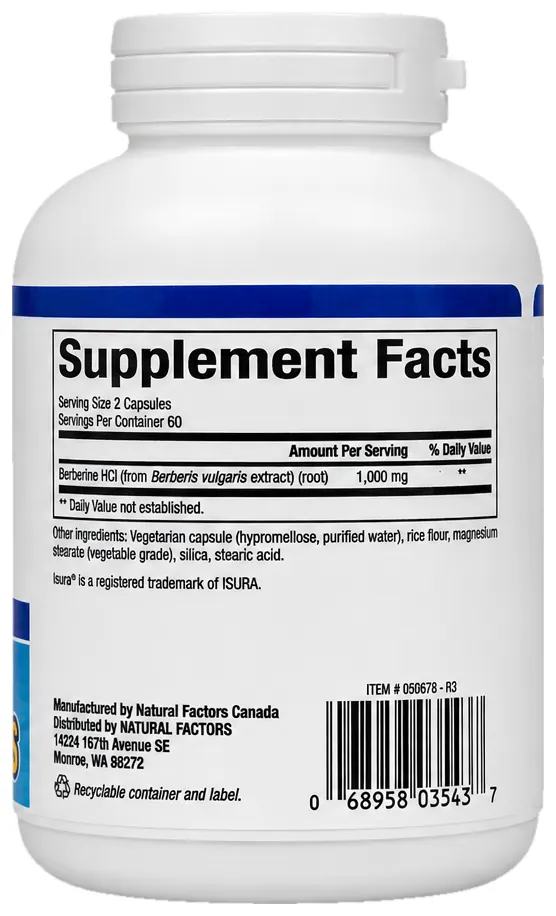 Supplement Facts
Serving Size 2 Capsules
Servings Per Container 60
Amount Per Serving % Daily Value
Berberine HCl (from Berberis vulgaris extract) (root) 1,000 mg **
** Daily Value not established.
Other ingredients: Vegetarian capsule (hypromellose, purified water), rice flour, magnesium
stearate (vegetable grade), silica, stearic acid.
Isura® is a registered trademark of ISURA.
ITEM # 050678 - R3
Manufactured by Natural Factors Canada
Distributed by NATURAL FACTORS
14224 167th Avenue SE
Monroe, WA 98272
Recyclable container and label.
0 68958 03543 7